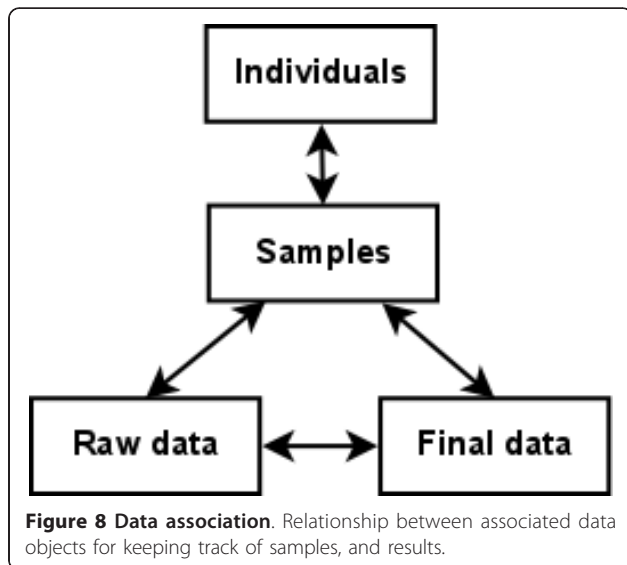 Individuals
Samples
Raw data
Final data
Figure 8 Data association. Relationship between associated data
objects for keeping track of samples, and results.